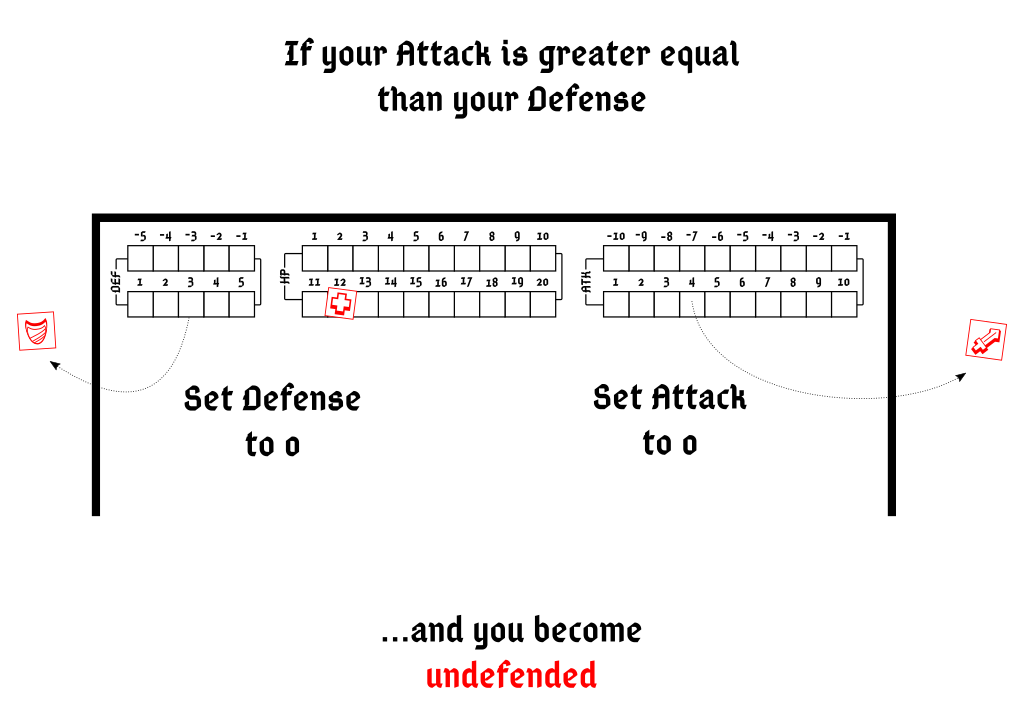 If your Attack is greater equal
than your Defense
-5 -4 -3 -2 -1
DEF
1 2 3 4 5
1 2 3 4 5 6 7 8 9 10
HP
11 12 13 14 15 16 17 18 19 20
-10 -9 -8 -7 -6 -5 -4 -3 -2 -1
ATK
1 2 3 4 5 6 7 8 9 10
Set Defense
to 0
Set Attack
to 0
...and you become
undefended